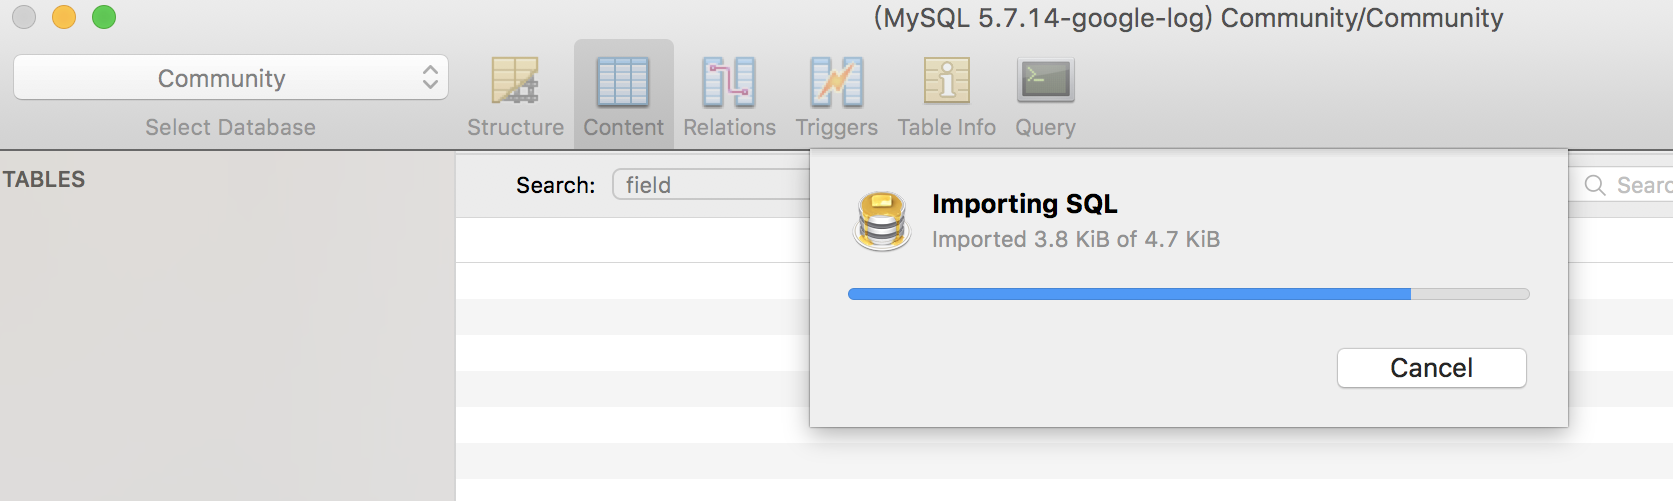 (MySQL 5.7.14-google-log) Community/Community
Community
Select Database
Structure
Content
Relations
Triggers
Table Info
Query
TABLES
Search:
field
Searc
Importing SQL
Imported 3.8 KiB of 4.7 KiB
Cancel